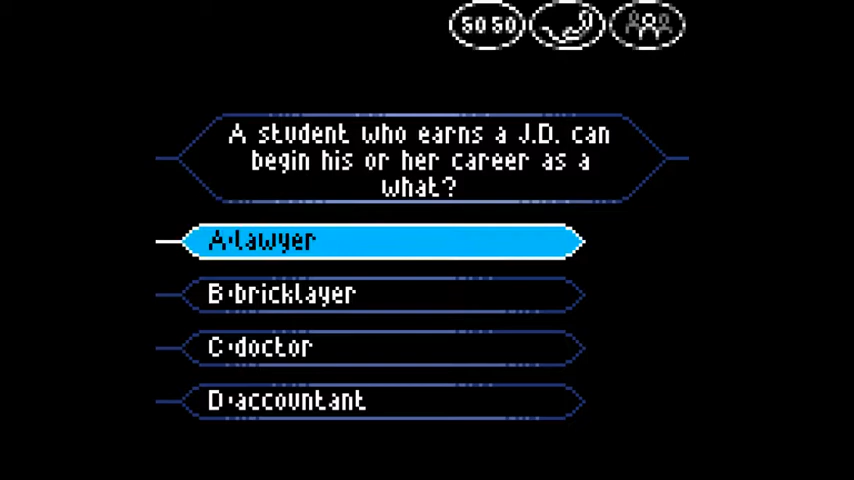 50 50
A student who earns a J.D. can
begin his or her career as a
what?
A·lawyer
B·bricklayer
C·doctor
D·accountant